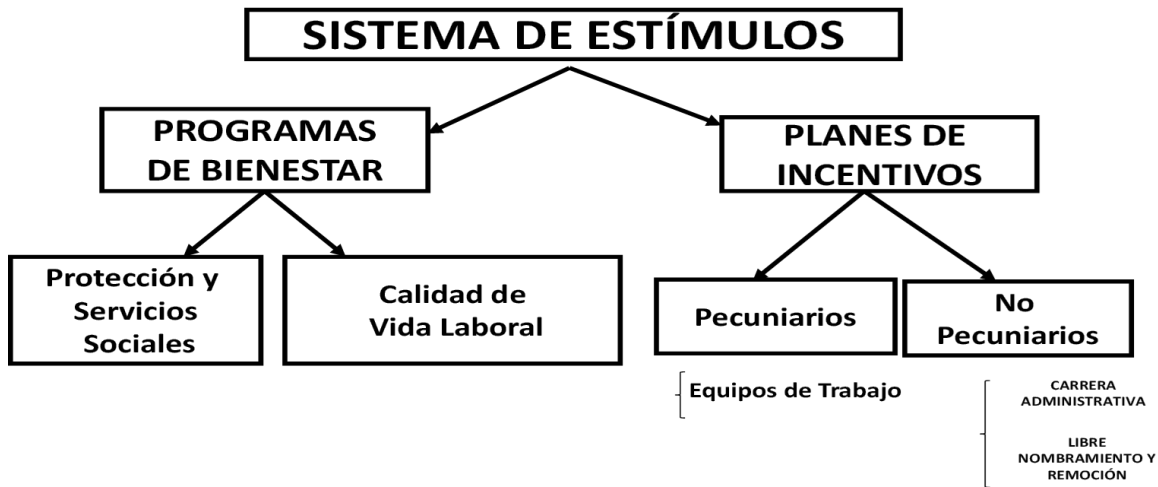 SISTEMA DE ESTÍMULOS
PROGRAMAS
DE BIENESTAR
PLANES DE
INCENTIVOS
Protección y
Servicios
Sociales
Calidad de
Vida Laboral
Pecuniarios
No
Pecuniarios
Equipos de Trabajo
CARRERA
ADMINISTRATIVA
LIBRE
NOMBRAMIENTO Y
REMOCIÓN